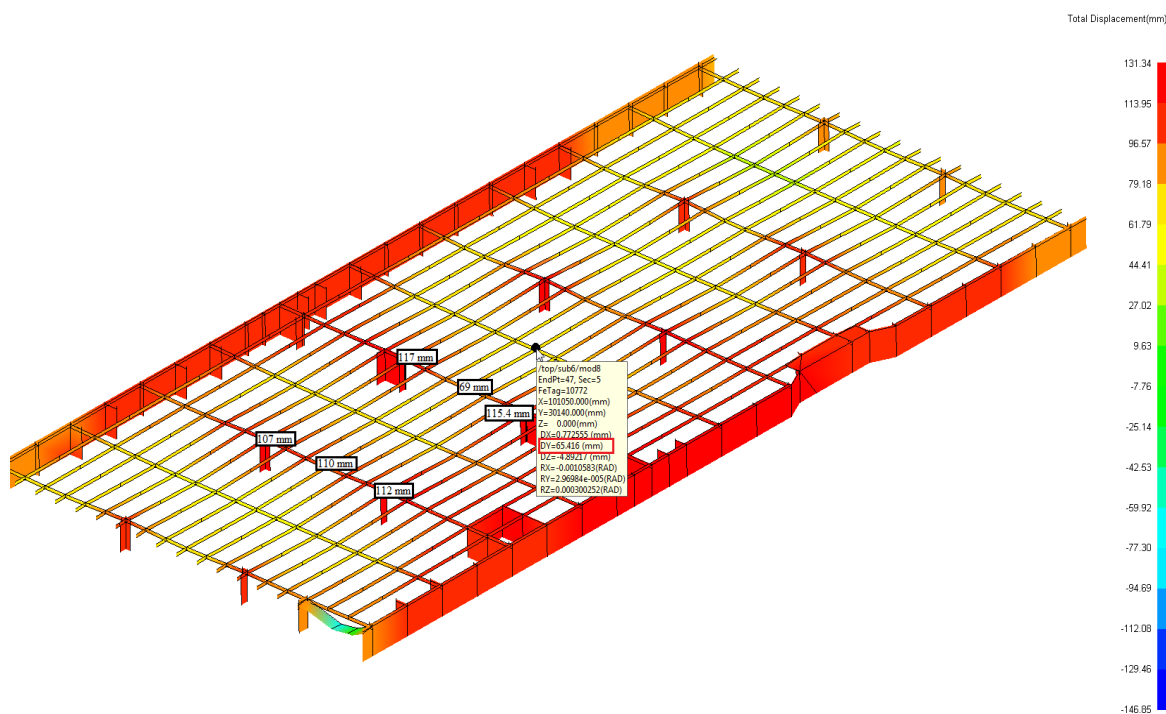 Total Displacement(mm)
131.34
113.95
96.57
79.18
61.79
44.41
27.02
9.63
-7.76
-25.14
-42.53
-59.92
-77.30
-94.69
-112.08
-129.46
-146.85
117 mm
69 mm
115.4 mm
107 mm
110 mm
112 mm
/top/sub6/mod8
EndPt=47, Sec=5
FeTag=10772
X=101050.000(mm)
Y=30140.000(mm)
Z= 0.000(mm)
DX=0.772555 (mm)
DY=65.416 (mm)
DZ=-4.89217 (mm)
RX=-0.0010583(RAD)
RY=2.96984e-005(RAD)
RZ=0.000300252(RAD)